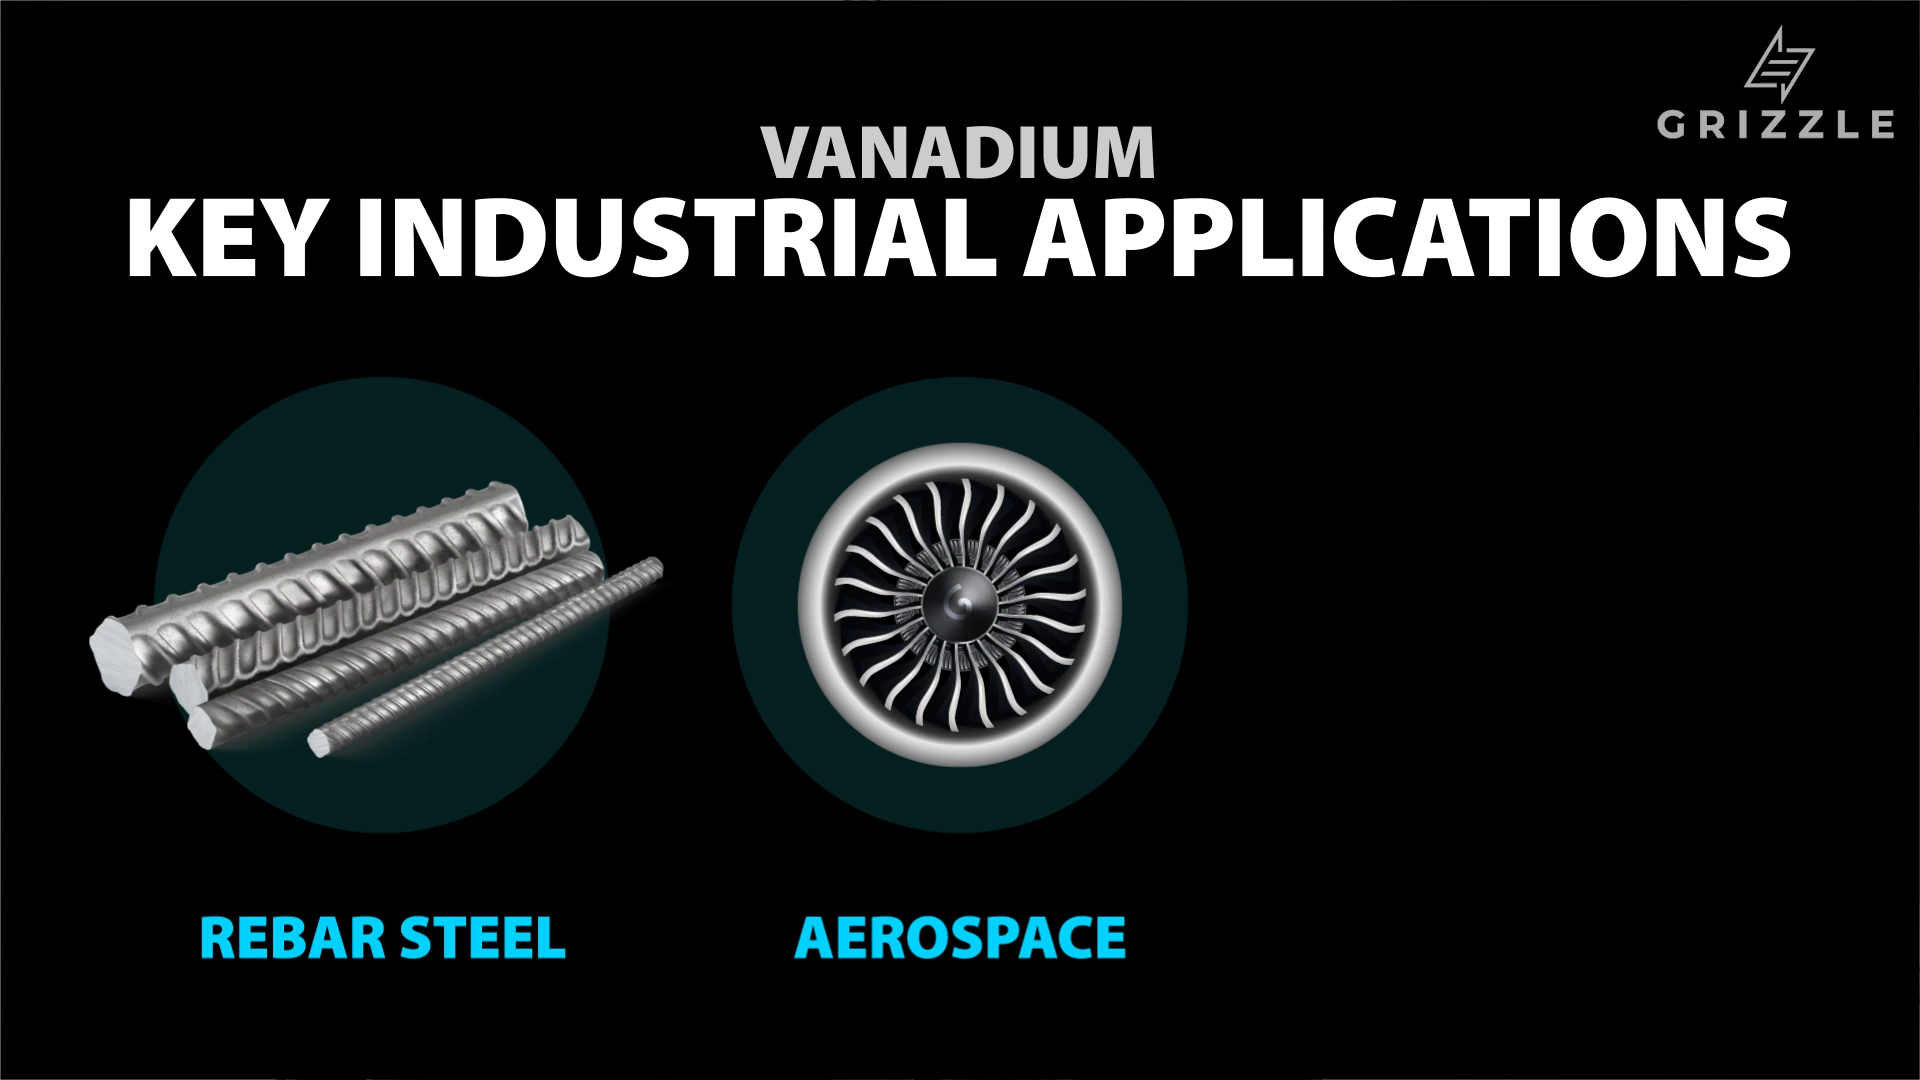 GRIZZLE
VANADIUM
KEY INDUSTRIAL APPLICATIONS
REBAR STEEL
AEROSPACE